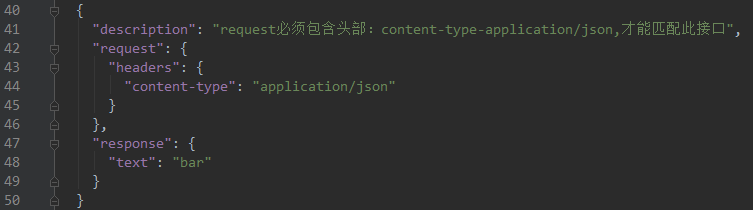 40 {
41 "description": "request必须包含头部：content-type-application/json,才能匹配此接口",
42 "request": {
43 "headers": {
44 "content-type": "application/json"
45 }
46 },
47 "response": {
48 "text": "bar"
49 }
50 }